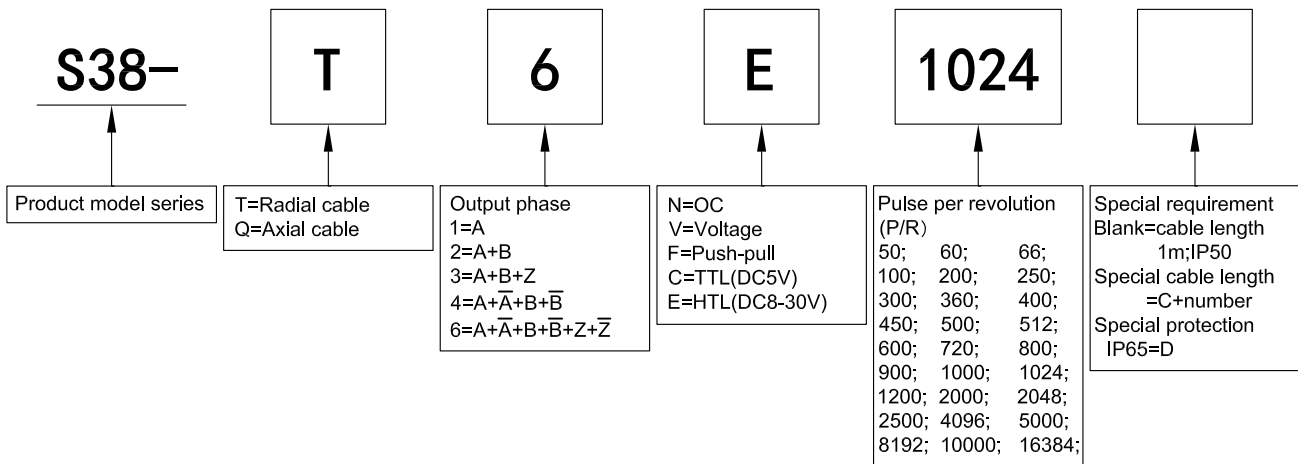 S38- T 6 E 1024
Product model series
T=Radial cable
Q=Axial cable
Output phase
1=A
2=A+B
3=A+B+Z
4=A+A̅+B+B̅
6=A+A̅+B+B̅+Z+Z̅
N=OC
V=Voltage
F=Push-pull
C=TTL(DC5V)
E=HTL(DC8-30V)
Pulse per revolution
(P/R)
50; 60; 66;
100; 200; 250;
300; 360; 400;
450; 500; 512;
600; 720; 800;
900; 1000; 1024;
1200; 2000; 2048;
2500; 4096; 5000;
8192; 10000; 16384;
Special requirement
Blank=cable length
1m;IP50
Special cable length
=C+number
Special protection
IP65=D